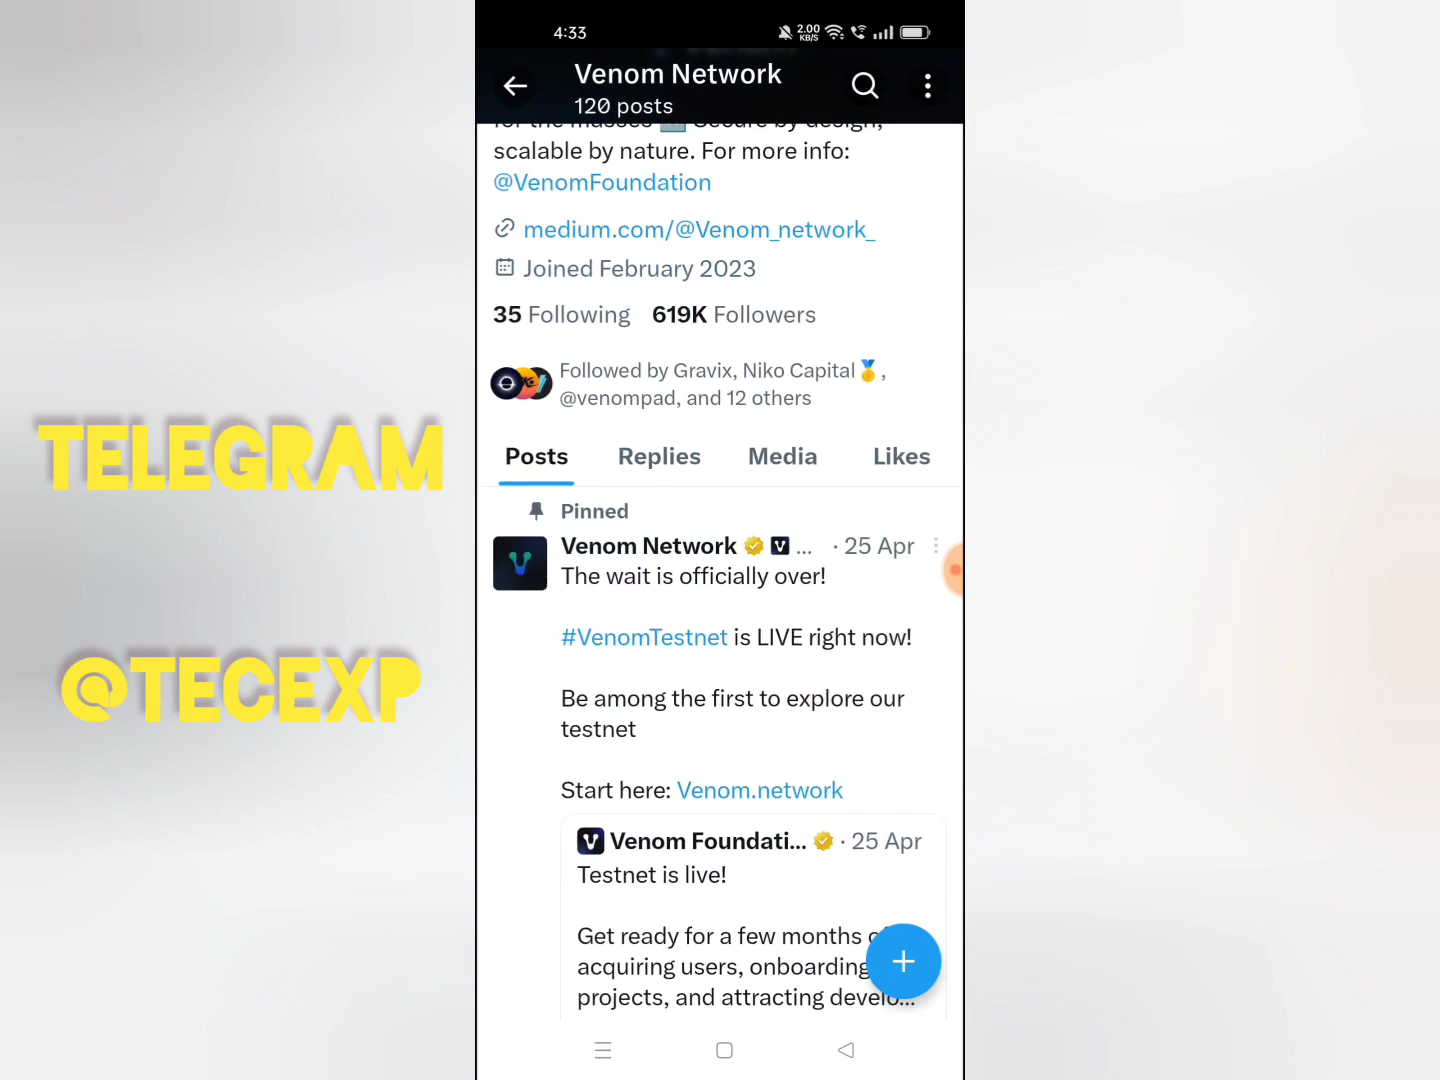 4:33
2.00
KB/S
Venom Network
120 posts
for the masses Secure by design,
scalable by nature. For more info:
@VenomFoundation
medium.com/@Venom_network_
Joined February 2023
35 Following 619K Followers
Followed by Gravix, Niko Capital🥇,
@venompad, and 12 others
Posts Replies Media Likes
Pinned
Venom Network ... · 25 Apr
The wait is officially over!
#VenomTestnet is LIVE right now!
Be among the first to explore our
testnet
Start here: Venom.network
Venom Foundati... · 25 Apr
Testnet is live!
Get ready for a few months
acquiring users, onboarding
projects, and attracting develo...
TELEGRAM
@TECEXP